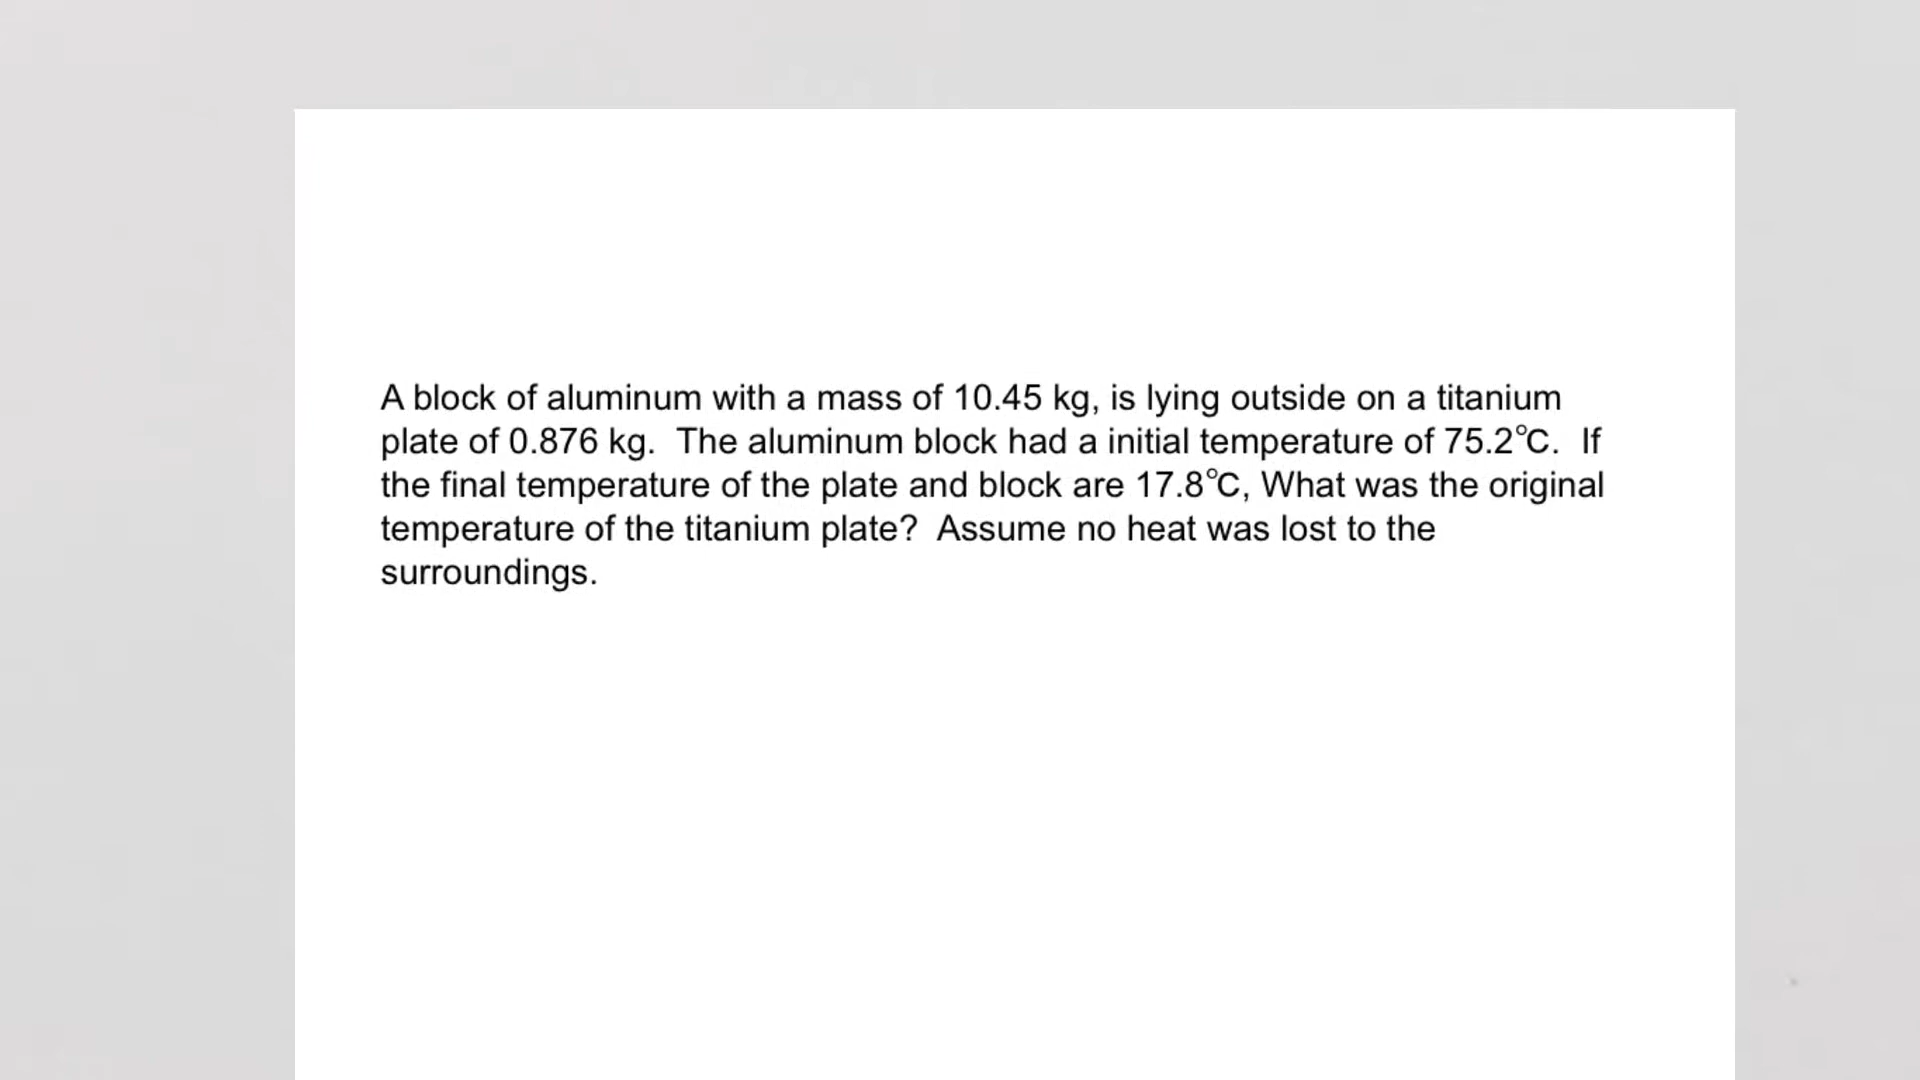 A block of aluminum with a mass of 10.45 kg, is lying outside on a titanium
plate of 0.876 kg.  The aluminum block had a initial temperature of 75.2℃.  If
the final temperature of the plate and block are 17.8℃, What was the original
temperature of the titanium plate?  Assume no heat was lost to the
surroundings.